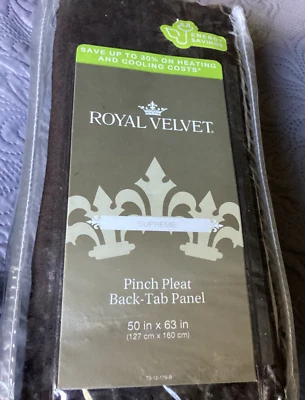 ENERGY
SAVINGS
SAVE UP TO 30% ON HEATING
AND COOLING COSTS*
ROYAL VELVET.
SUPREME
Pinch Pleat
Back-Tab Panel
50 in x 63 in
(127 cm x 160 cm)